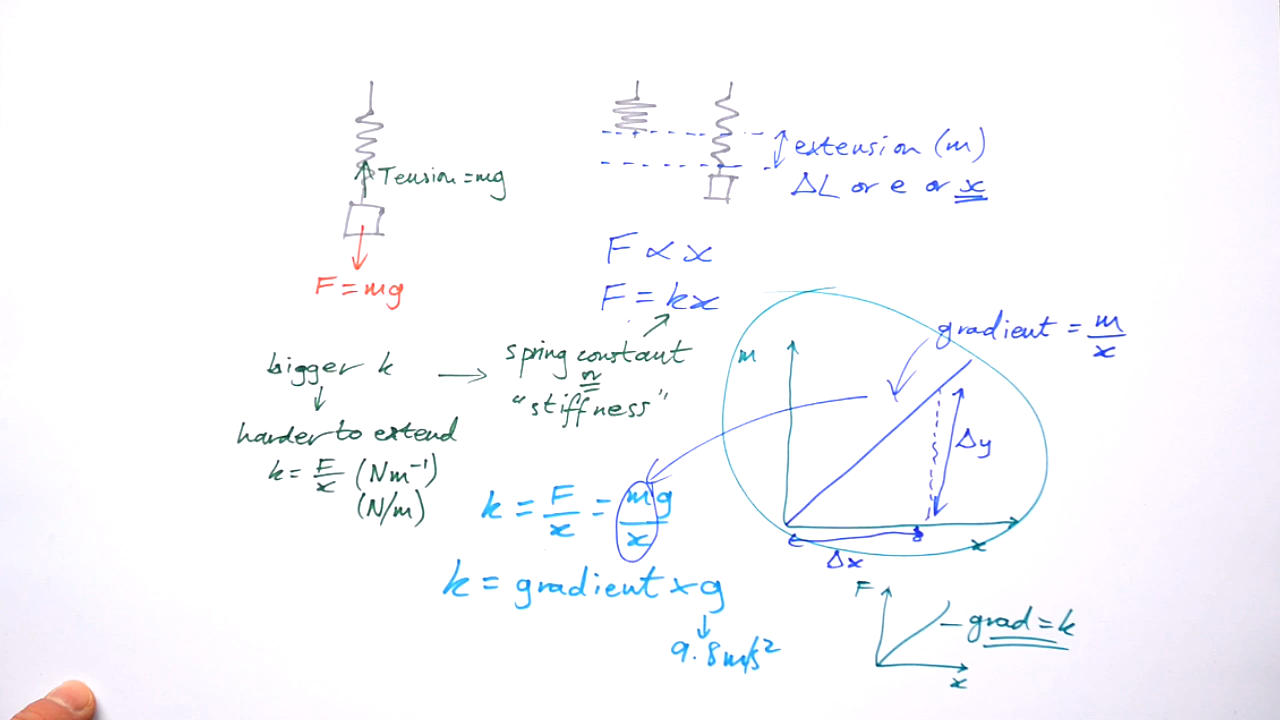 Tension = mg
F = mg
extension (m)
ΔL or e or x
F ∝ x
F = kx
spring constant
or
"stiffness"
bigger k
harder to extend
k = F/x (Nm⁻¹)
(N/m)
k = F/x = mg/x
k = gradient × g
9.8 m/s²
gradient = m/x
m
Δy
x
Δx
F
grad = k
x